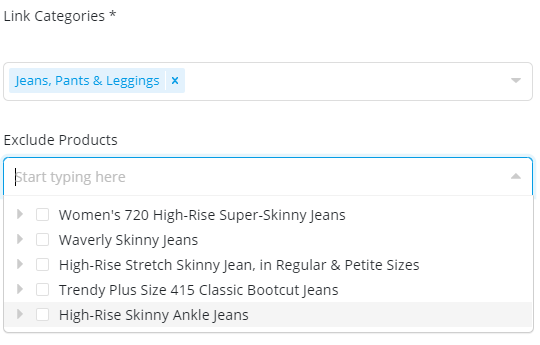 Link Categories *
Jeans, Pants & Leggings ×
Exclude Products
Start typing here
Women's 720 High-Rise Super-Skinny Jeans
Waverly Skinny Jeans
High-Rise Stretch Skinny Jean, in Regular & Petite Sizes
Trendy Plus Size 415 Classic Bootcut Jeans
High-Rise Skinny Ankle Jeans